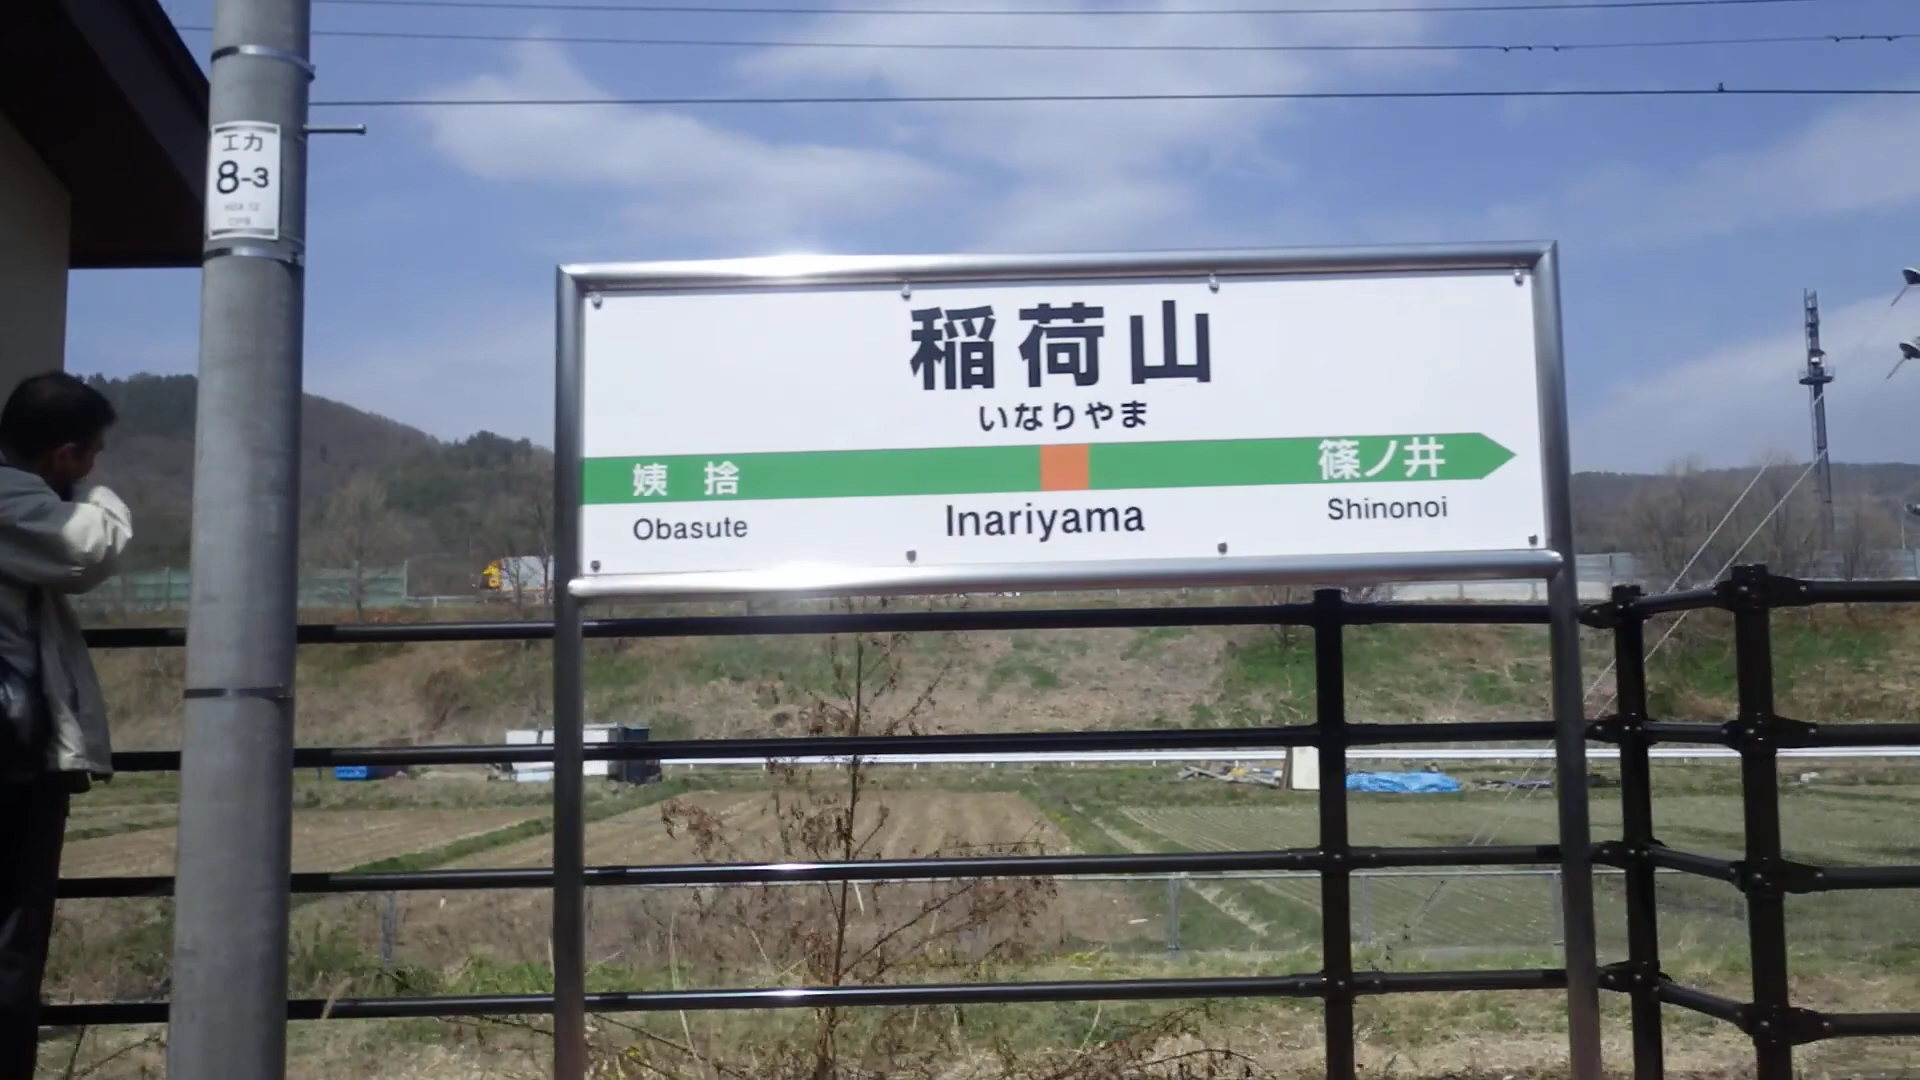 エカ
8-3
稲荷山
いなりやま
姨捨
篠ノ井
Obasute
Inariyama
Shinonoi